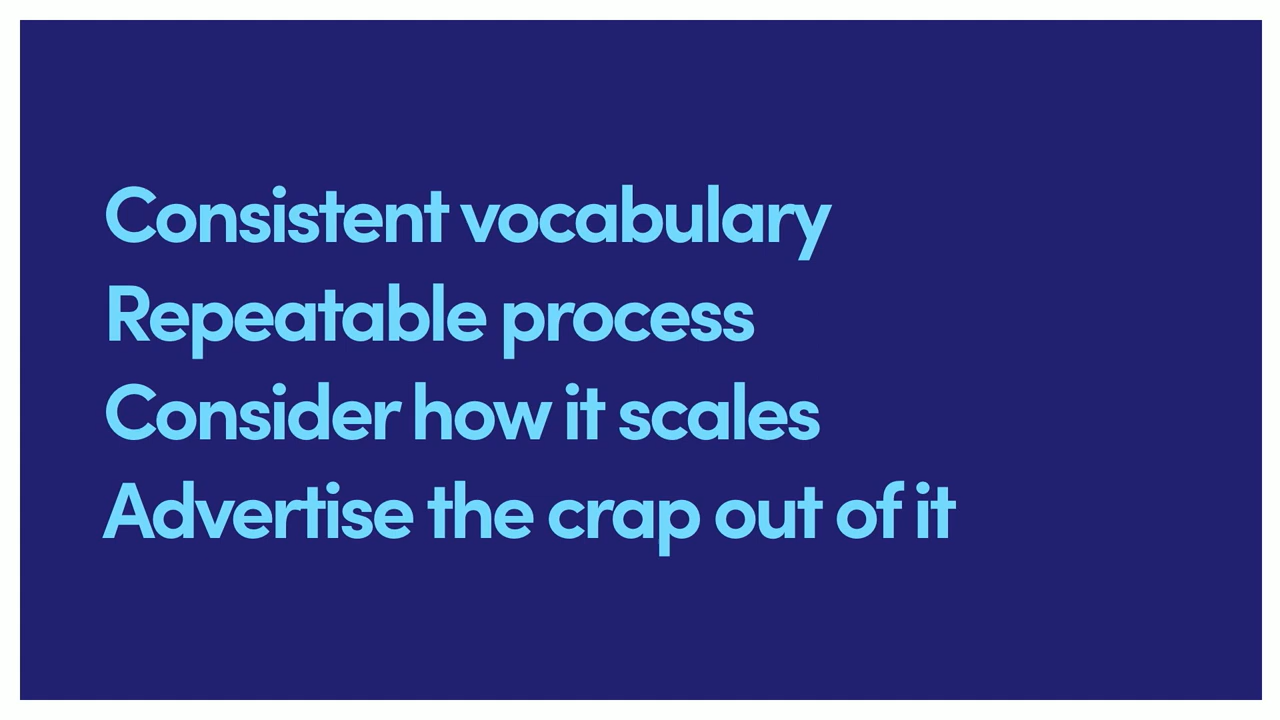 Consistent vocabulary
Repeatable process
Consider how it scales
Advertise the crap out of it